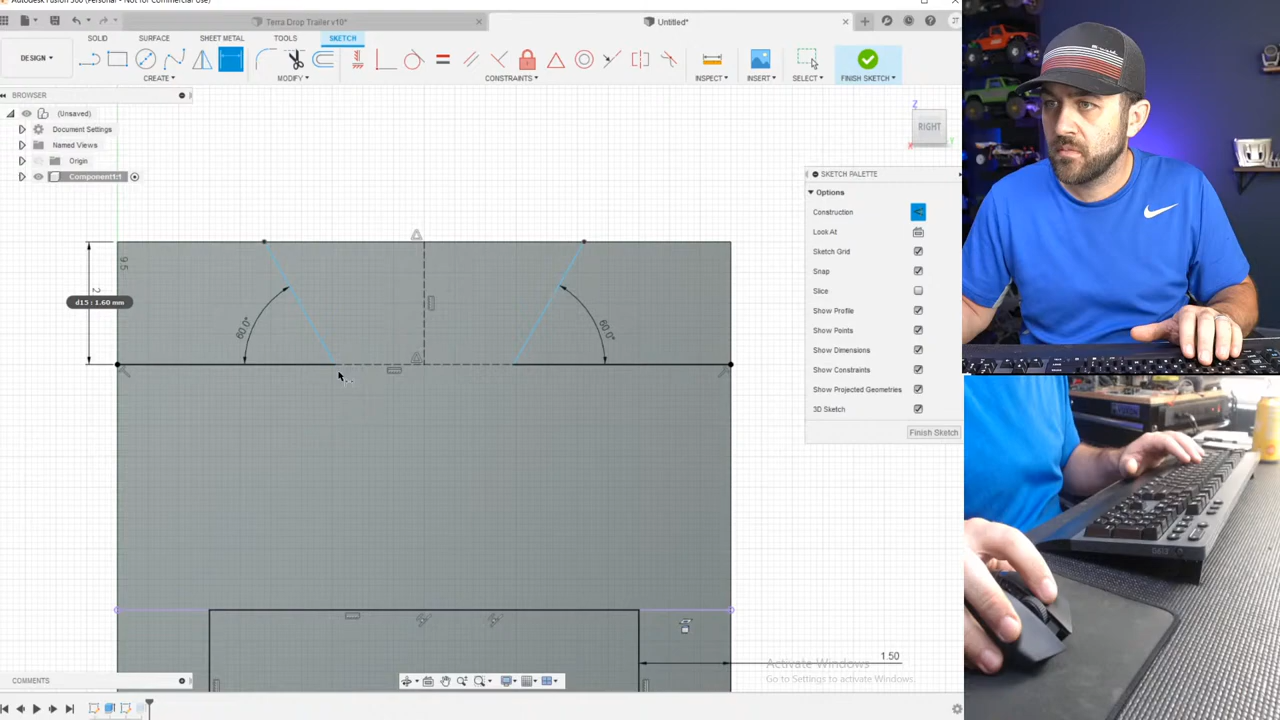 Autodesk Fusion 360 (Personal - Not for Commercial Use)
Terra Drop Trailer v10*
Untitled*
JT
DESIGN
SOLID
SURFACE
SHEET METAL
TOOLS
SKETCH
CREATE
MODIFY
CONSTRAINTS
INSPECT
INSERT
SELECT
FINISH SKETCH
BROWSER
(Unsaved)
Document Settings
Named Views
Origin
Component1:1
Z
RIGHT
X
Y
SKETCH PALETTE
Options
Construction
Look At
Sketch Grid
Snap
Slice
Show Profile
Show Points
Show Dimensions
Show Constraints
Show Projected Geometries
3D Sketch
Finish Sketch
9.5
2
d15 : 1.60 mm
60.0°
60.0°
1.50
Activate Windows
Go to Settings to activate Windows.
COMMENTS